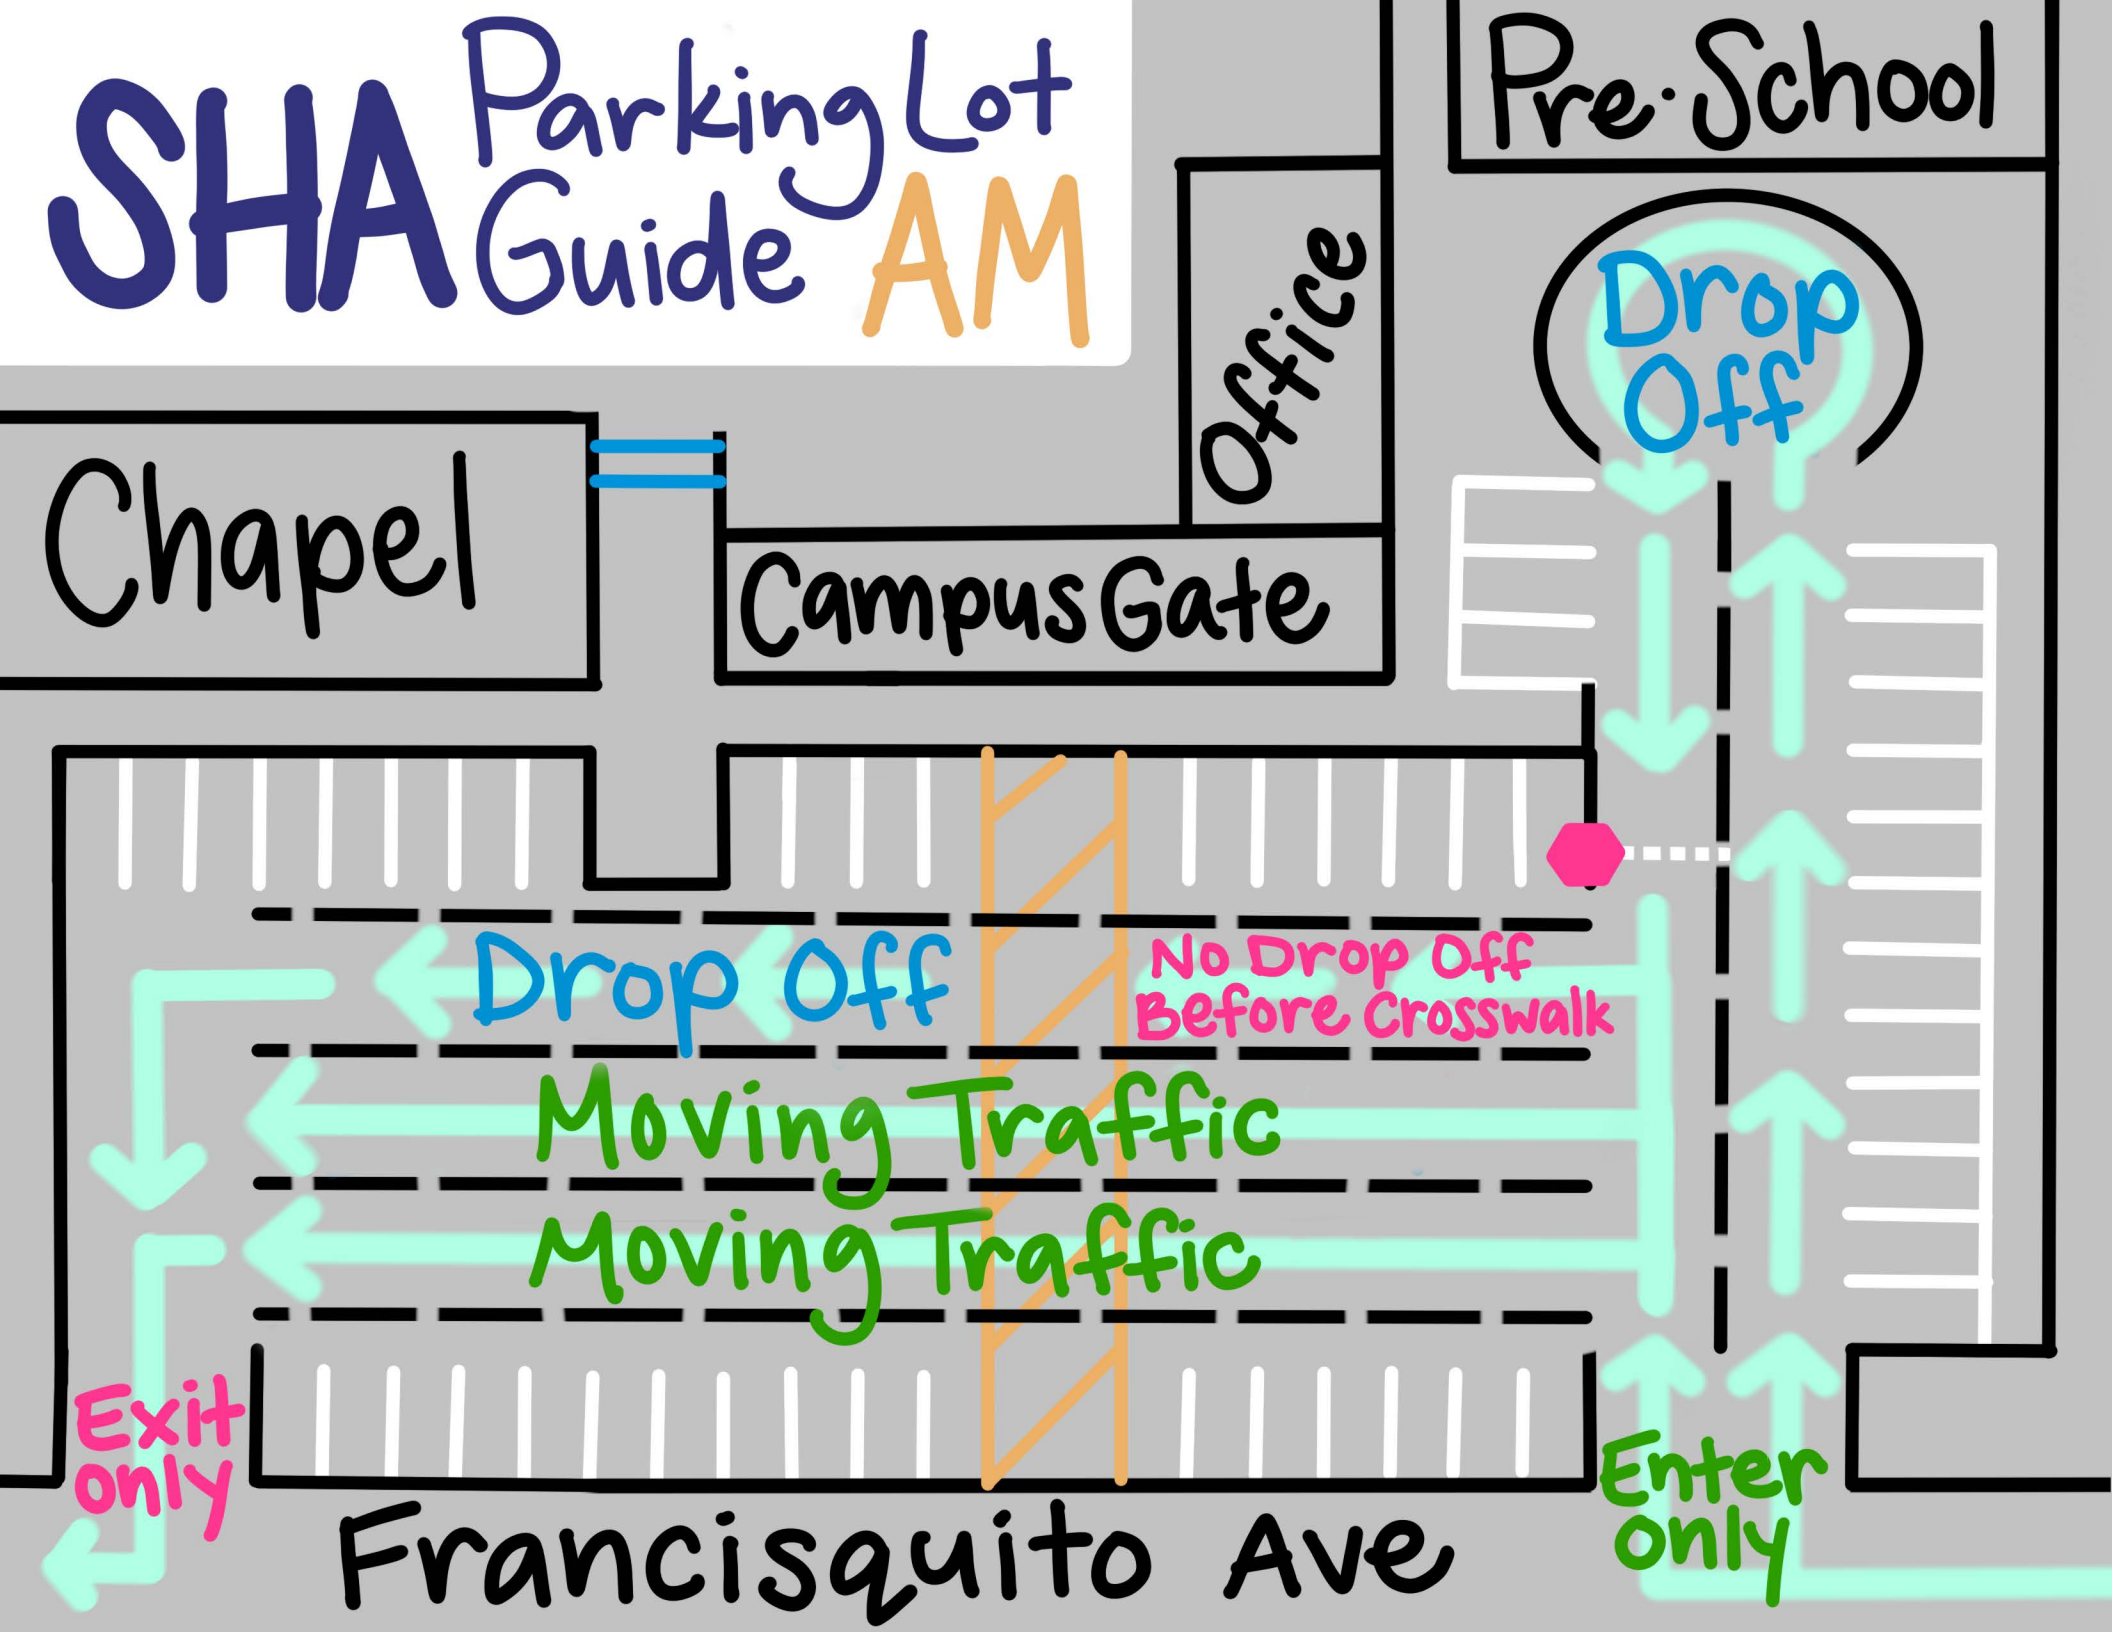 SHA Parking Lot
Guide AM
Pre-School
Office
Drop
Off
Chapel
Campus Gate
Drop Off
No Drop Off
Before Crosswalk
Moving Traffic
Moving Traffic
Exit
only
Enter
only
Francisquito Ave